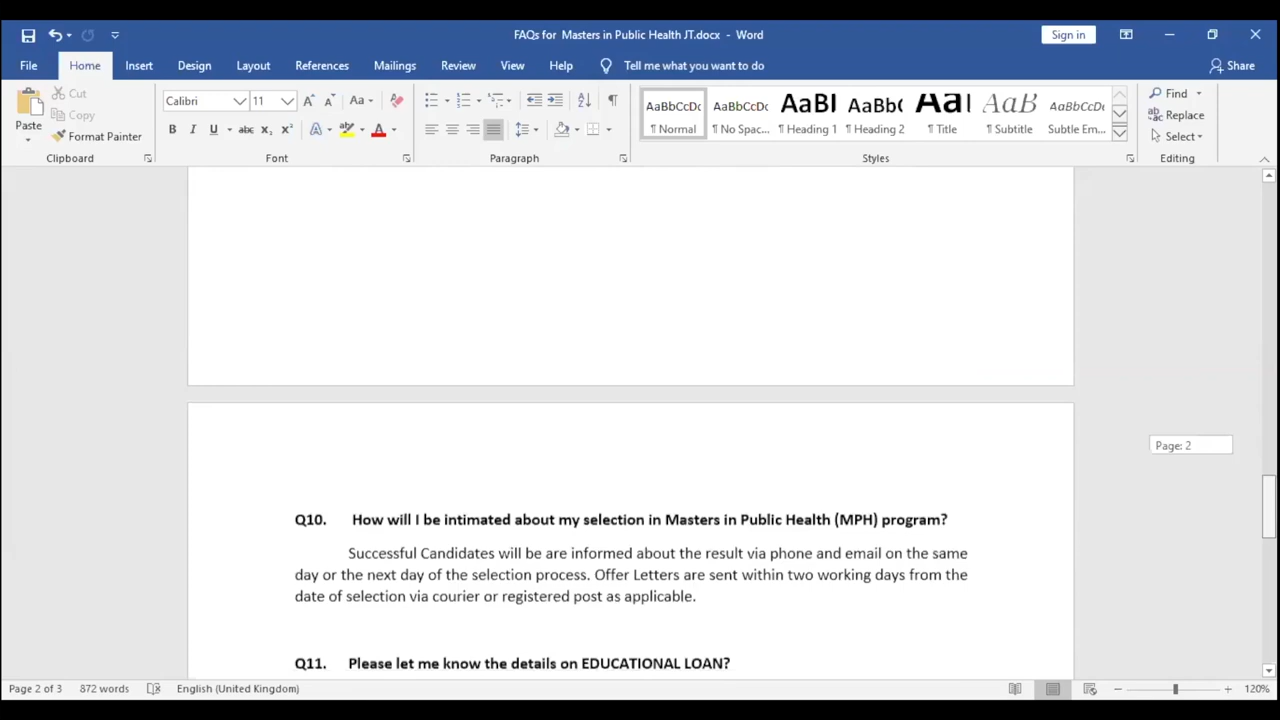 FAQs for Masters in Public Health JT.docx - Word
Sign in
File Home Insert Design Layout References Mailings Review View Help Tell me what you want to do Share
Paste
Cut
Copy
Format Painter
Clipboard
Calibri 11
Font
Paragraph
AaBbCcDc AaBbCcDc AaBbI AaBbC AaI AaB AaBbCcDc
¶ Normal ¶ No Spac... ¶ Heading 1 ¶ Heading 2 ¶ Title ¶ Subtitle Subtle Em...
Styles
Find
Replace
Select
Editing
Page: 2
Q10. How will I be intimated about my selection in Masters in Public Health (MPH) program?
Successful Candidates will be are informed about the result via phone and email on the same
day or the next day of the selection process. Offer Letters are sent within two working days from the
date of selection via courier or registered post as applicable.
Q11. Please let me know the details on EDUCATIONAL LOAN?
Page 2 of 3 872 words English (United Kingdom) 120%